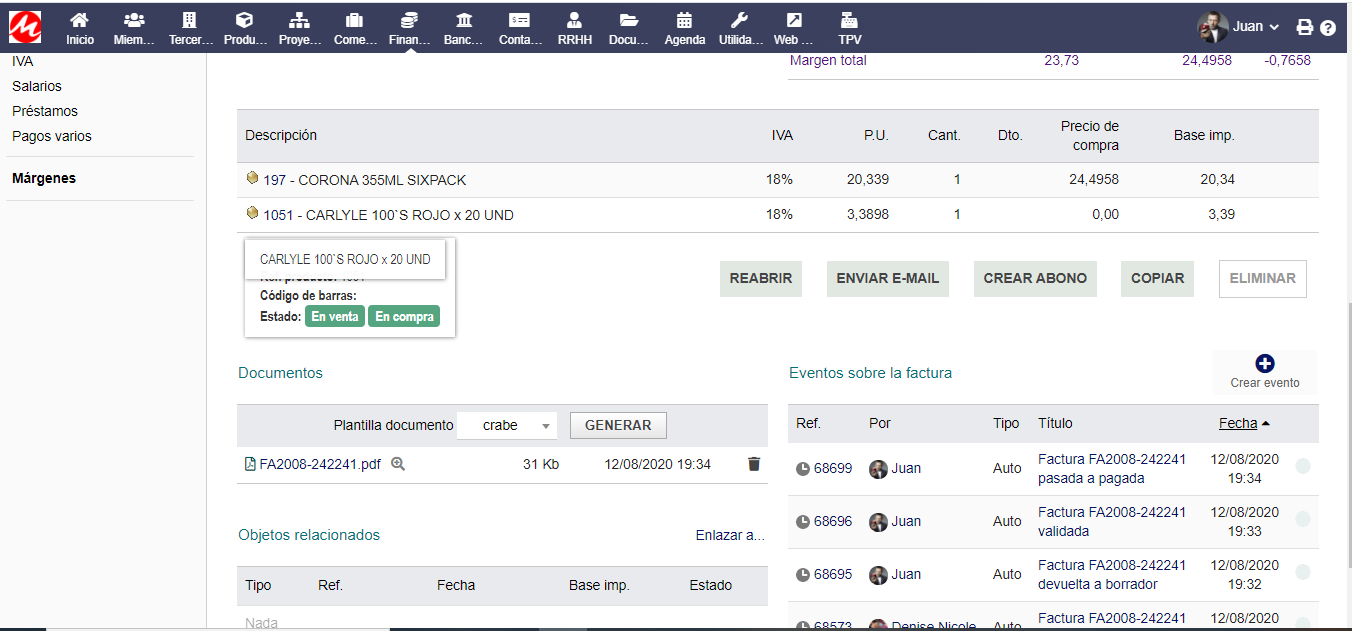 Inicio Miem... Tercer... Produ... Proye... Come... Finan... Banc... Conta... RRHH Docu... Agenda Utilida... Web ... TPV Juan
IVA
Salarios
Préstamos
Pagos varios
Márgenes
Margen total 23,73 24,4958 -0,7658
Descripción IVA P.U. Cant. Dto. Precio de compra Base imp.
197 - CORONA 355ML SIXPACK 18% 20,339 1 24,4958 20,34
1051 - CARLYLE 100`S ROJO x 20 UND 18% 3,3898 1 0,00 3,39
CARLYLE 100`S ROJO x 20 UND
Código de barras:
Estado: En venta En compra
REABRIR ENVIAR E-MAIL CREAR ABONO COPIAR ELIMINAR
Documentos
Plantilla documento crabe GENERAR
FA2008-242241.pdf 31 Kb 12/08/2020 19:34
Objetos relacionados Enlazar a...
Tipo Ref. Fecha Base imp. Estado
Nada
Eventos sobre la factura
Crear evento
Ref. Por Tipo Título Fecha
68699 Juan Auto Factura FA2008-242241 pasada a pagada 12/08/2020 19:34
68696 Juan Auto Factura FA2008-242241 validada 12/08/2020 19:33
68695 Juan Auto Factura FA2008-242241 devuelta a borrador 12/08/2020 19:32
68573 Denise Nicole Auto Factura FA2008-242241 12/08/2020